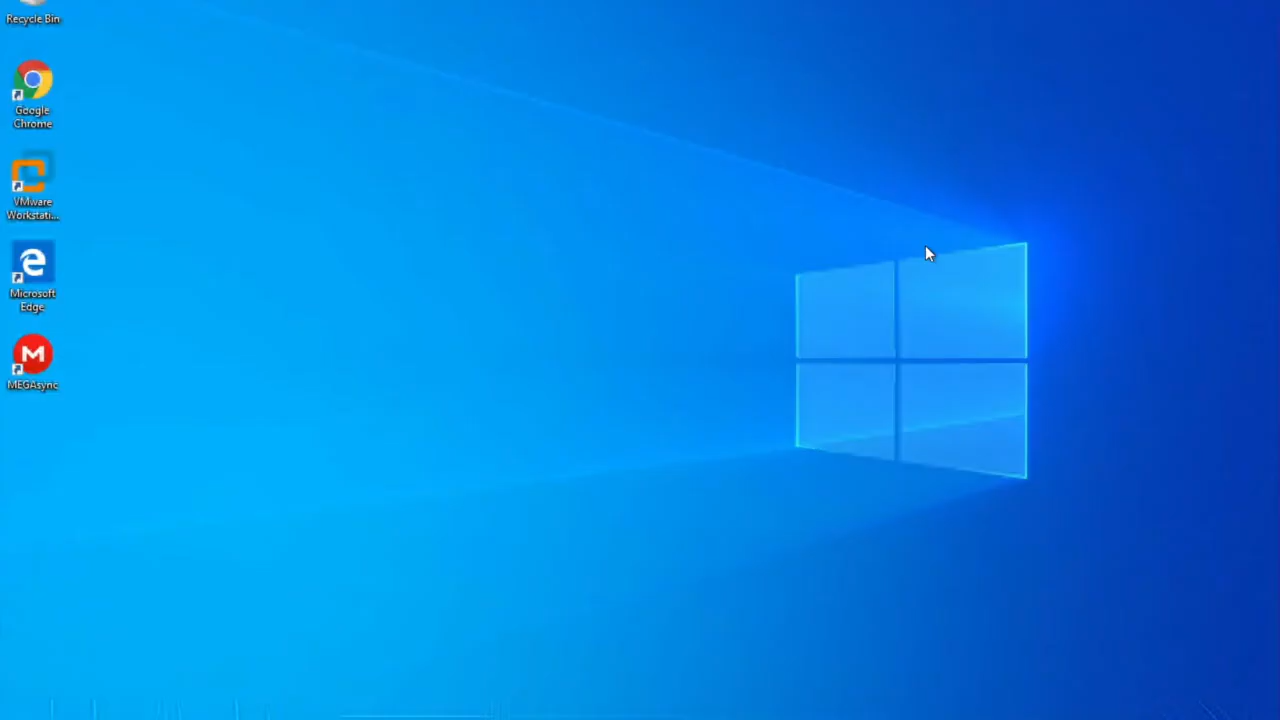 Recycle Bin
Google
Chrome
VMware
Workstati...
Microsoft
Edge
MEGAsync